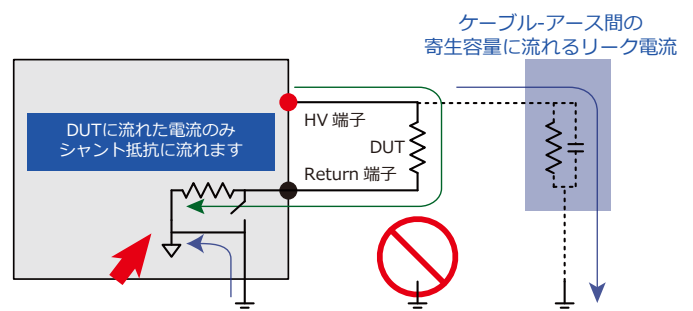 ケーブル-アース間の
寄生容量に流れるリーク電流
DUTに流れた電流のみ
シャント抵抗に流れます
HV 端子
DUT
Return 端子